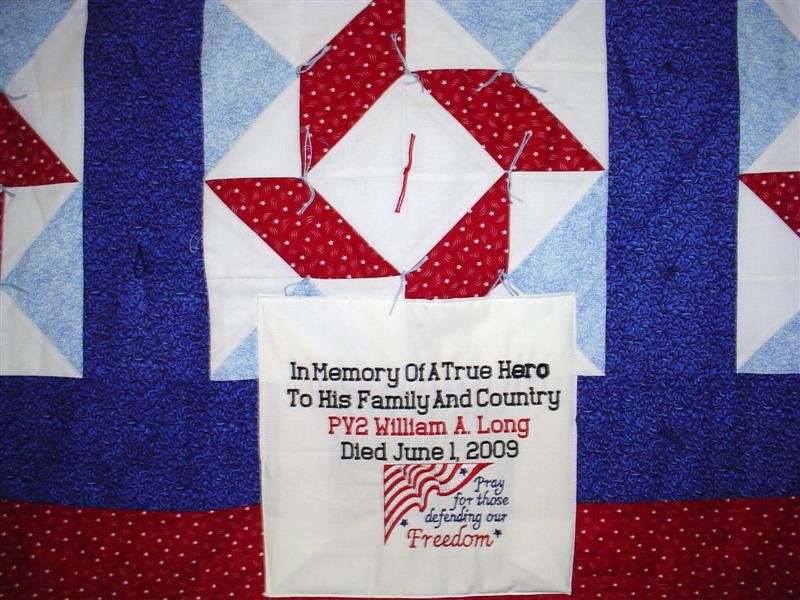 In Memory Of A True Hero
To His Family And Country
PV2 William A. Long
Died June 1, 2009
Pray
for those
defending our
Freedom